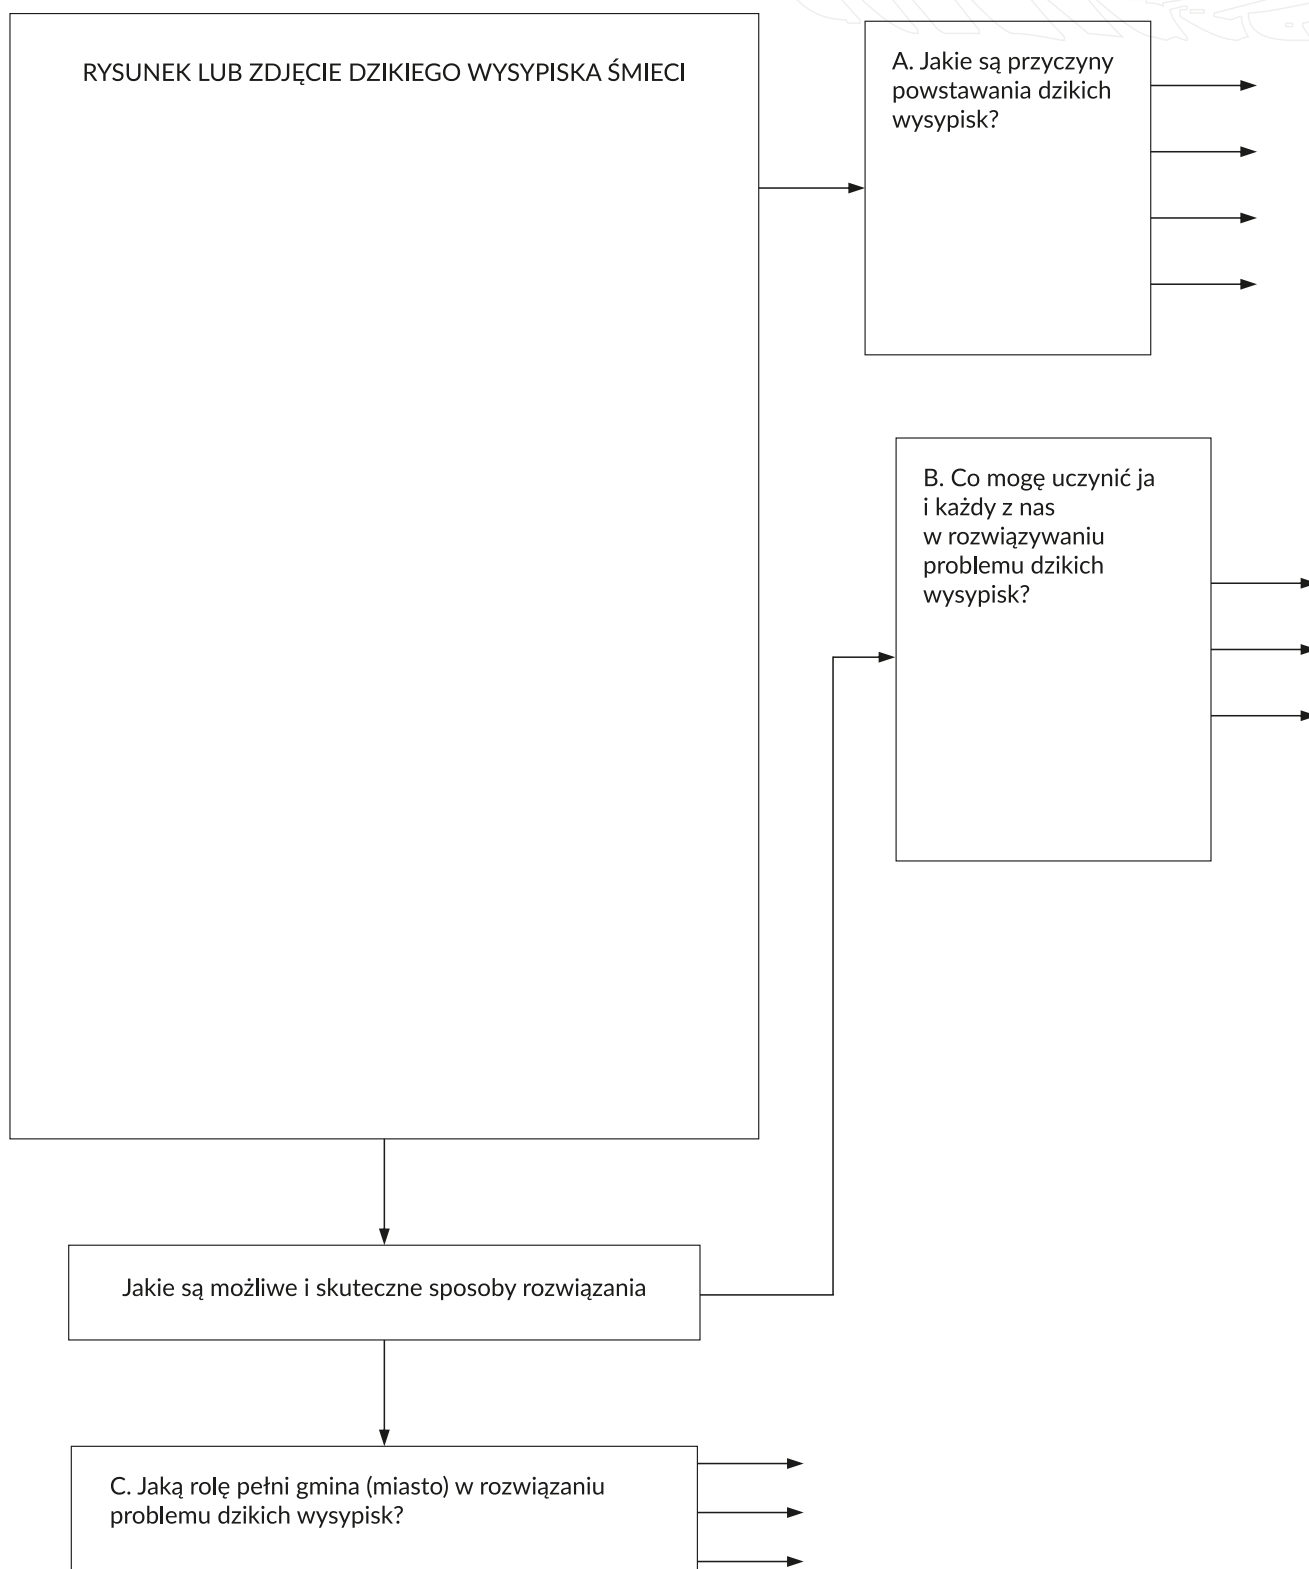 RYSUNEK LUB ZDJĘCIE DZIKIEGO WYSYPISKA ŚMIECI
A. Jakie są przyczyny
powstawania dzikich
wysypisk?
B. Co mogę uczynić ja
i każdy z nas
w rozwiązywaniu
problemu dzikich
wysypisk?
Jakie są możliwe i skuteczne sposoby rozwiązania
C. Jaką rolę pełni gmina (miasto) w rozwiązaniu
problemu dzikich wysypisk?